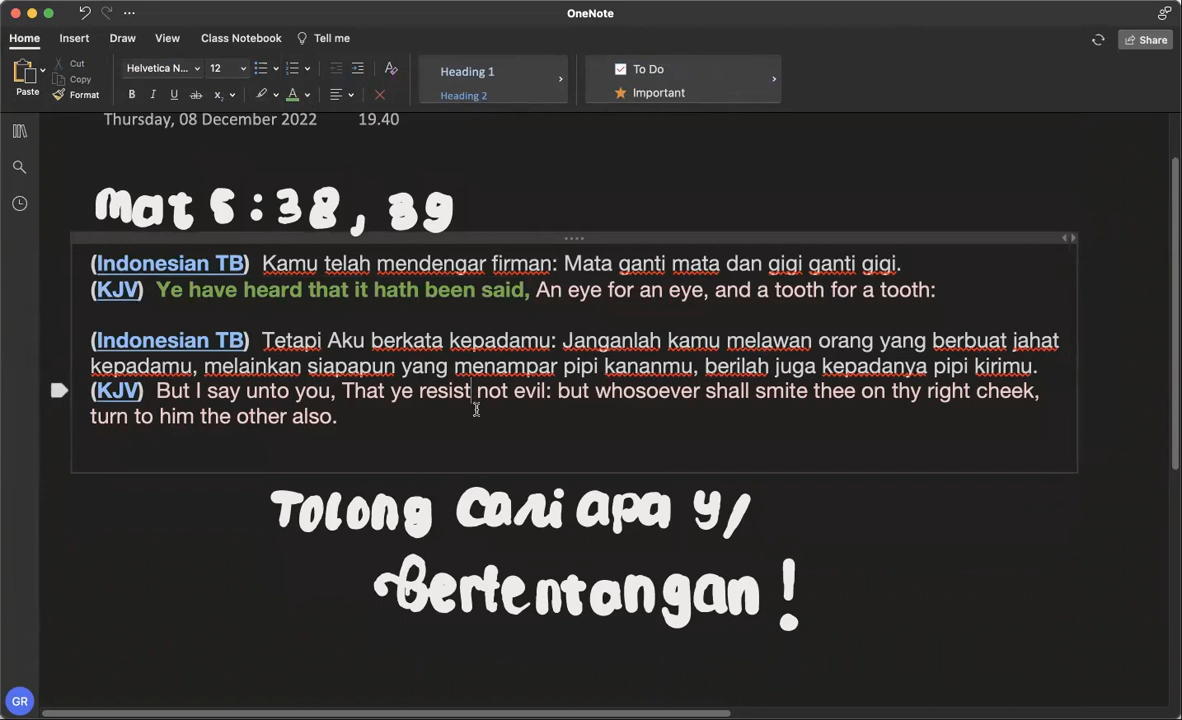 OneNote
Home Insert Draw View Class Notebook Tell me Share
Cut
Copy
Paste Format
Helvetica N... 12
B I U ab x A
Heading 1
Heading 2
To Do
Important
Thursday, 08 December 2022 19.40
Mat 5:38, 39
(Indonesian TB) Kamu telah mendengar firman: Mata ganti mata dan gigi ganti gigi.
(KJV) Ye have heard that it hath been said, An eye for an eye, and a tooth for a tooth:
(Indonesian TB) Tetapi Aku berkata kepadamu: Janganlah kamu melawan orang yang berbuat jahat
kepadamu, melainkan siapapun yang menampar pipi kananmu, berilah juga kepadanya pipi kirimu.
(KJV) But I say unto you, That ye resist not evil: but whosoever shall smite thee on thy right cheek,
turn to him the other also.
Tolong Cari apa y/
Bertentangan!
GR